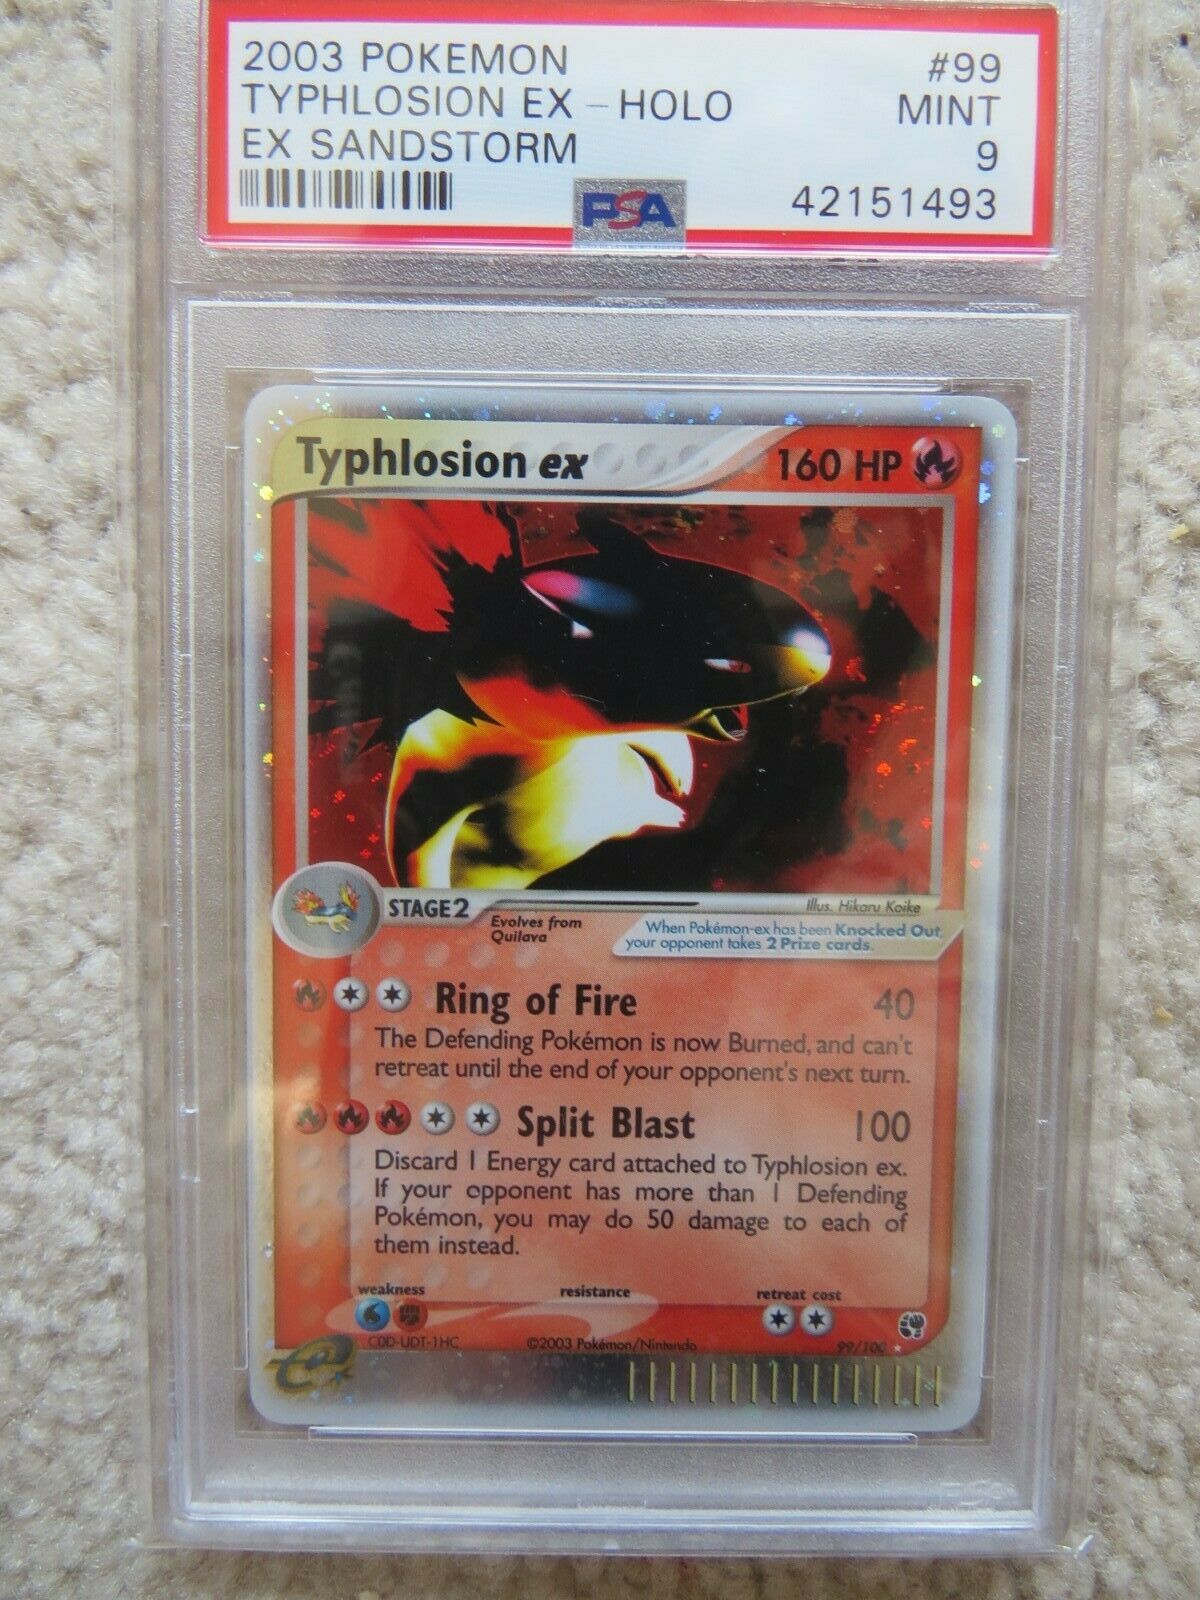 2003 POKEMON #99
TYPHLOSION EX - HOLO MINT
EX SANDSTORM 9
PSA 42151493
Typhlosion ex 160 HP
STAGE 2
Illus. Hikaru Koike
Evolves from
Quilava
When Pokémon-ex has been Knocked Out,
your opponent takes 2 Prize cards.
Ring of Fire 40
The Defending Pokémon is now Burned, and can't
retreat until the end of your opponent's next turn.
Split Blast 100
Discard 1 Energy card attached to Typhlosion ex.
If your opponent has more than 1 Defending
Pokémon, you may do 50 damage to each of
them instead.
weakness resistance retreat cost
C0D-UDT-1HC ©2003 Pokémon/Nintendo 99/100 ★
e